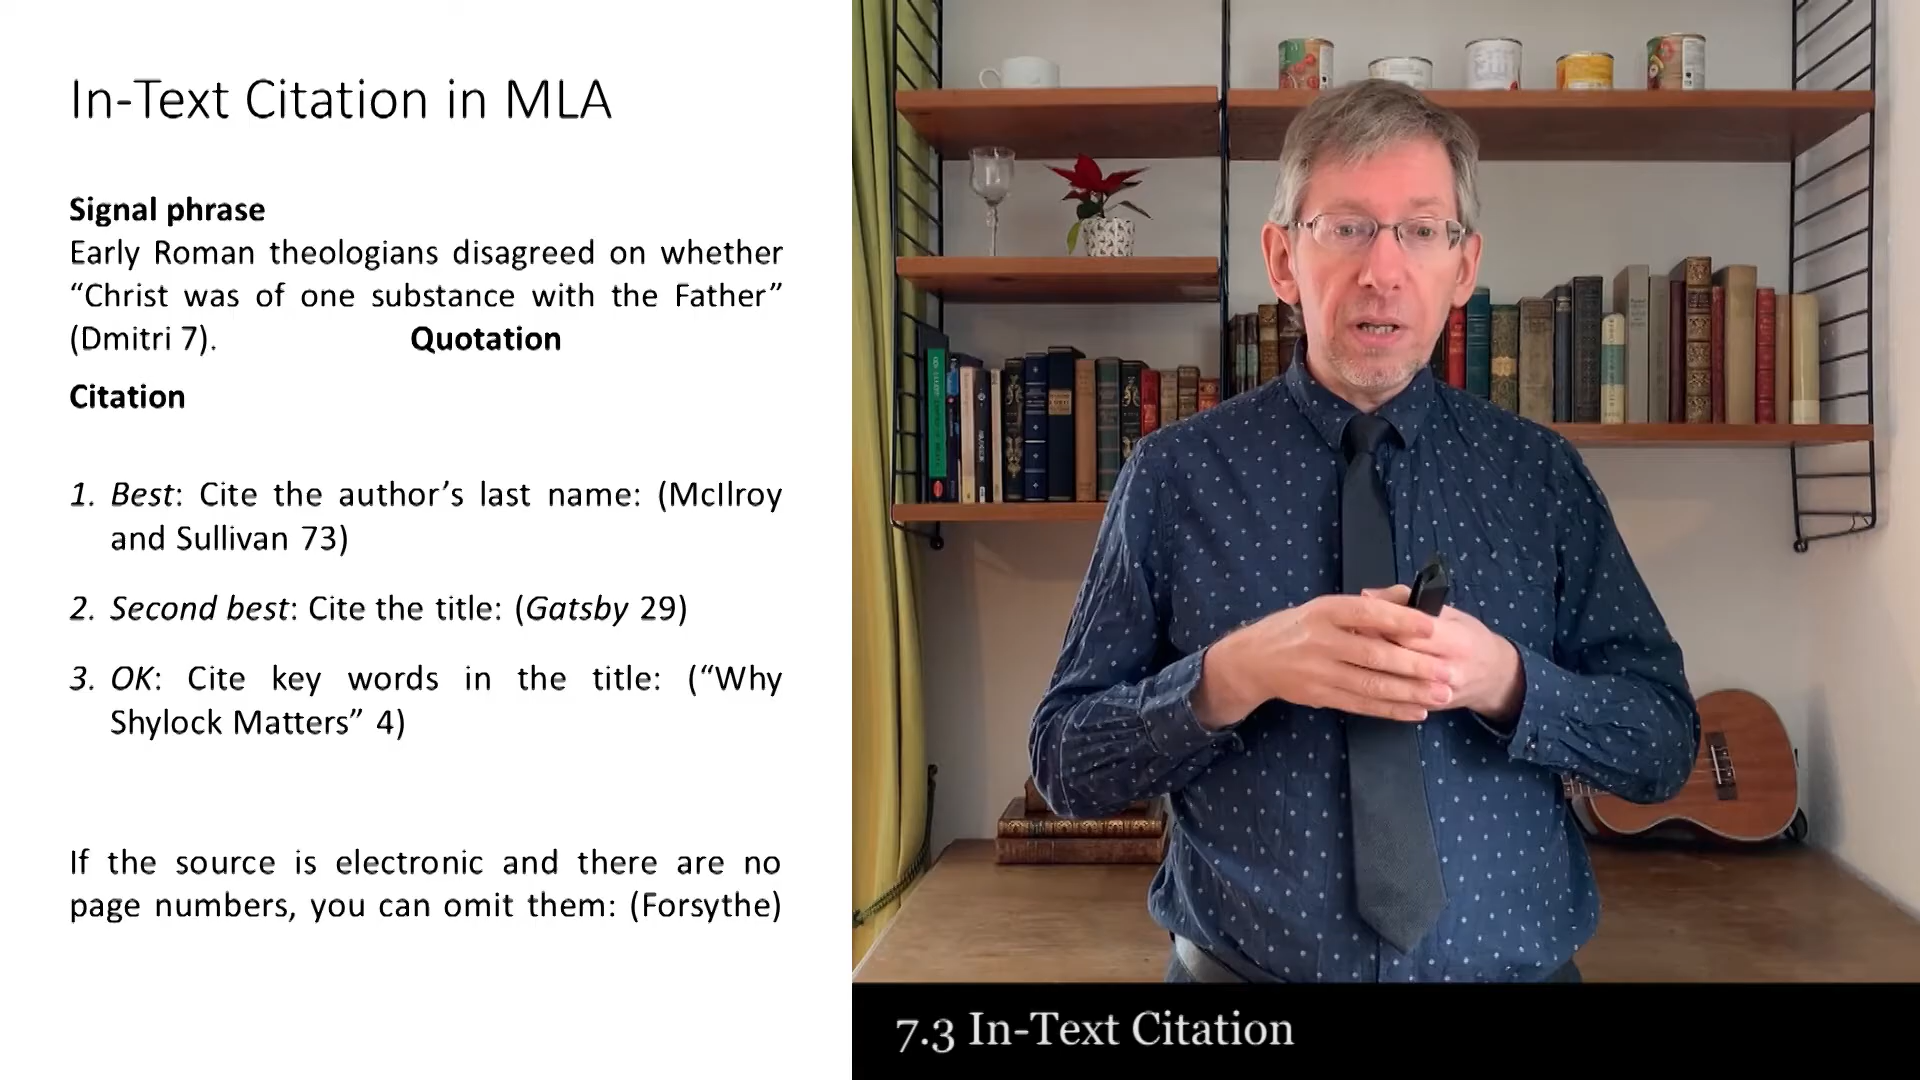 In-Text Citation in MLA
Signal phrase
Early Roman theologians disagreed on whether
“Christ was of one substance with the Father”
(Dmitri 7). Quotation
Citation
1. Best: Cite the author’s last name: (McIlroy
and Sullivan 73)
2. Second best: Cite the title: (Gatsby 29)
3. OK: Cite key words in the title: (“Why
Shylock Matters” 4)
If the source is electronic and there are no
page numbers, you can omit them: (Forsythe)
7.3 In-Text Citation